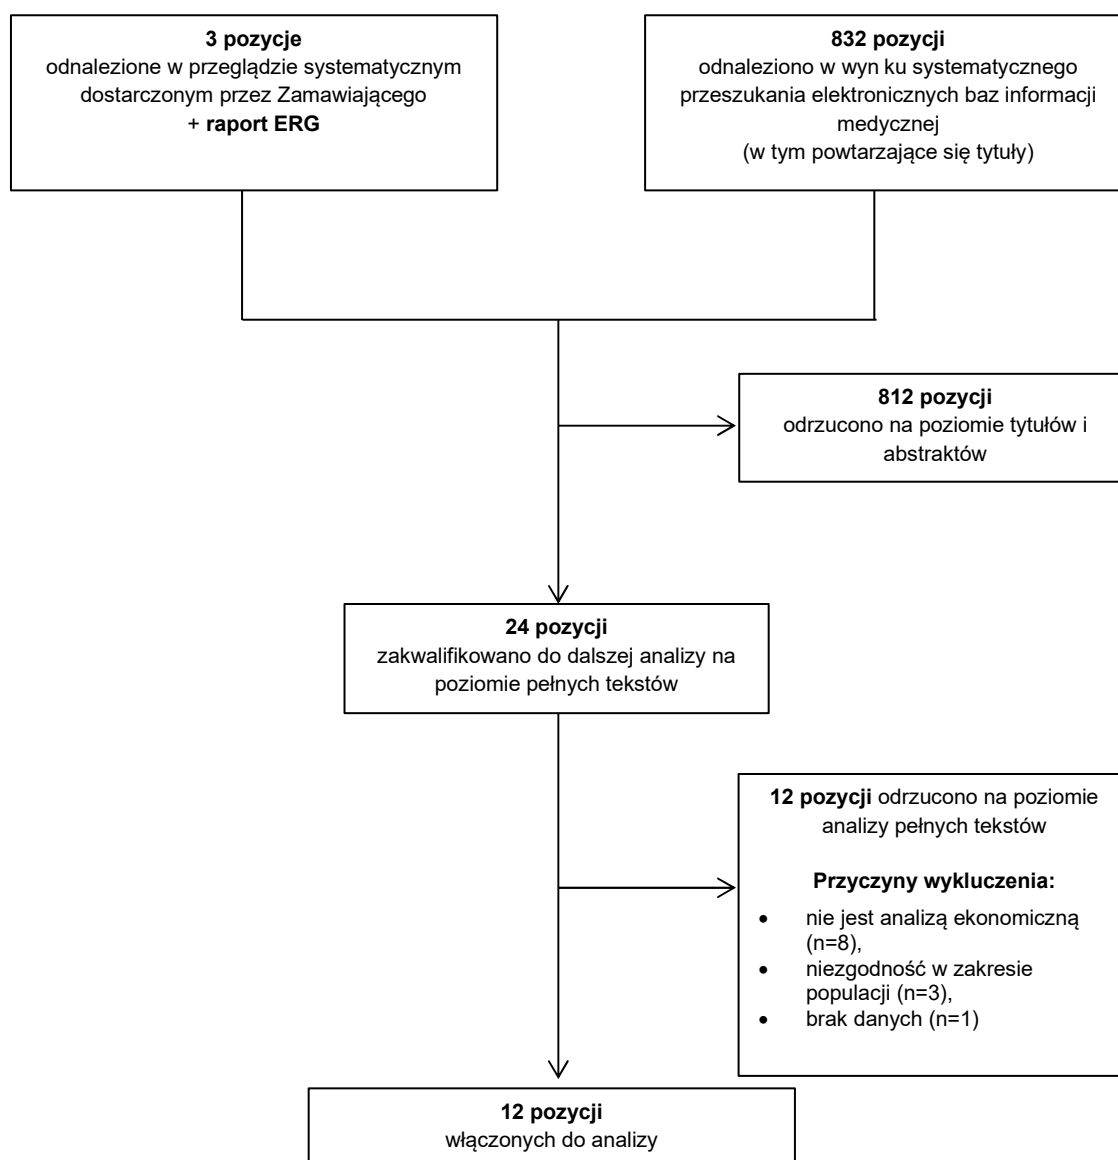 3 pozycje
odnalezione w przeglądzie systematycznym
dostarczonym przez Zamawiającego
+ raport ERG
832 pozycji
odnaleziono w wyn ku systematycznego
przeszukania elektronicznych baz informacji
medycznej
(w tym powtarzające się tytuły)
812 pozycji
odrzucono na poziomie tytułów i
abstraktów
24 pozycji
zakwalifikowano do dalszej analizy na
poziomie pełnych tekstów
12 pozycji odrzucono na poziomie
analizy pełnych tekstów
Przyczyny wykluczenia:
• nie jest analizą ekonomiczną
(n=8),
• niezgodność w zakresie
populacji (n=3),
• brak danych (n=1)
12 pozycji
włączonych do analizy